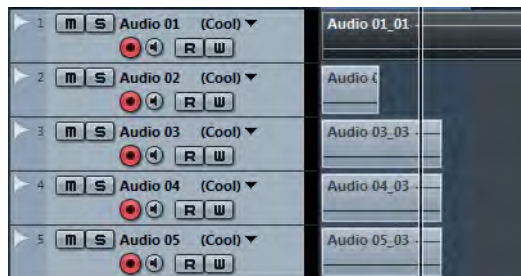 1 m S Audio 01 (Cool) Audio 01_01
R W
2 m S Audio 02 (Cool) Audio
R W
3 m S Audio 03 (Cool) Audio 03_03
R W
4 m S Audio 04 (Cool) Audio 04_03
R W
5 m S Audio 05 (Cool) Audio 05_03
R W